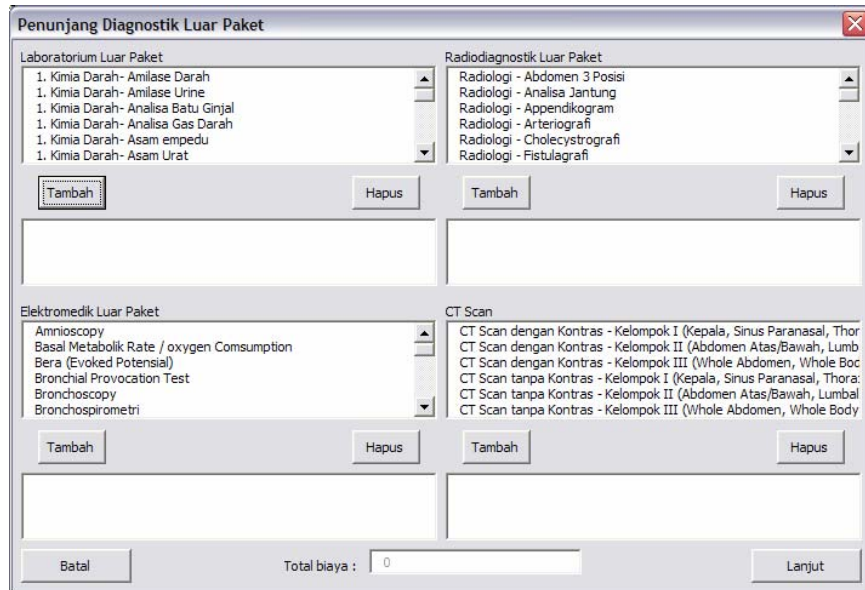 Penunjang Diagnostik Luar Paket
Laboratorium Luar Paket
1. Kimia Darah- Amilase Darah
1. Kimia Darah- Amilase Urine
1. Kimia Darah- Analisa Batu Ginjal
1. Kimia Darah- Analisa Gas Darah
1. Kimia Darah- Asam empedu
1. Kimia Darah- Asam Urat
Tambah
Hapus
Radiodiagnostik Luar Paket
Radiologi - Abdomen 3 Posisi
Radiologi - Analisa Jantung
Radiologi - Appendikogram
Radiologi - Arteriografi
Radiologi - Cholecystrografi
Radiologi - Fistulagrafi
Tambah
Hapus
Elektromedik Luar Paket
Amnioscopy
Basal Metabolik Rate / oxygen Comsumption
Bera (Evoked Potensial)
Bronchial Provocation Test
Bronchoscopy
Bronchospirometri
Tambah
Hapus
CT Scan
CT Scan dengan Kontras - Kelompok I (Kepala, Sinus Paranasal, Thor
CT Scan dengan Kontras - Kelompok II (Abdomen Atas/Bawah, Lumb
CT Scan dengan Kontras - Kelompok III (Whole Abdomen, Whole Bod
CT Scan tanpa Kontras - Kelompok I (Kepala, Sinus Paranasal, Thora
CT Scan tanpa Kontras - Kelompok II (Abdomen Atas/Bawah, Lumbal
CT Scan tanpa Kontras - Kelompok III (Whole Abdomen, Whole Body
Tambah
Hapus
Batal
Total biaya : 0
Lanjut